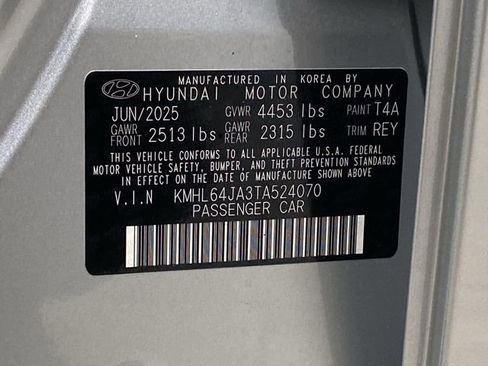 MANUFACTURED IN KOREA BY
HYUNDAI MOTOR COMPANY
JUN/2025 GVWR 4453 lbs PAINT T4A
GAWR FRONT 2513 lbs GAWR REAR 2315 lbs TRIM REY
THIS VEHICLE CONFORMS TO ALL APPLICABLE U.S.A. FEDERAL
MOTOR VEHICLE SAFETY, BUMPER, AND THEFT PREVENTION
STANDARDS IN EFFECT ON THE DATE OF MANUFACTURE SHOWN ABOVE.
V.I.N KMHL64JA3TA524070
PASSENGER CAR